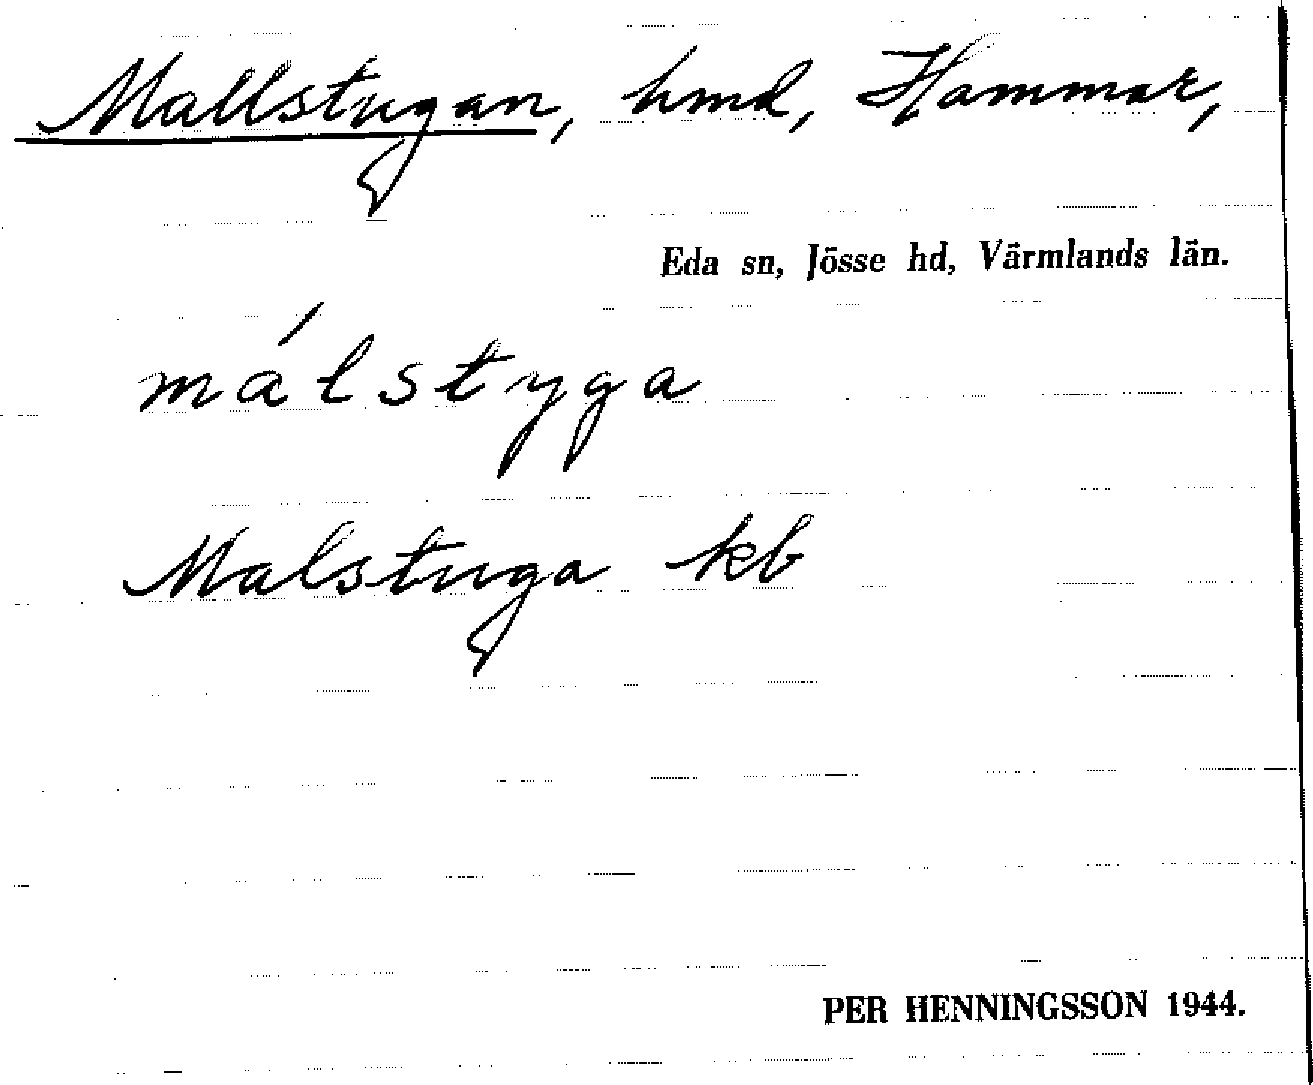 Mallstugan, hmd, Hammar,
Eda sn, Jösse hd, Värmlands län.
málstyga
Malstuga kb
PER HENNINGSSON 1944.